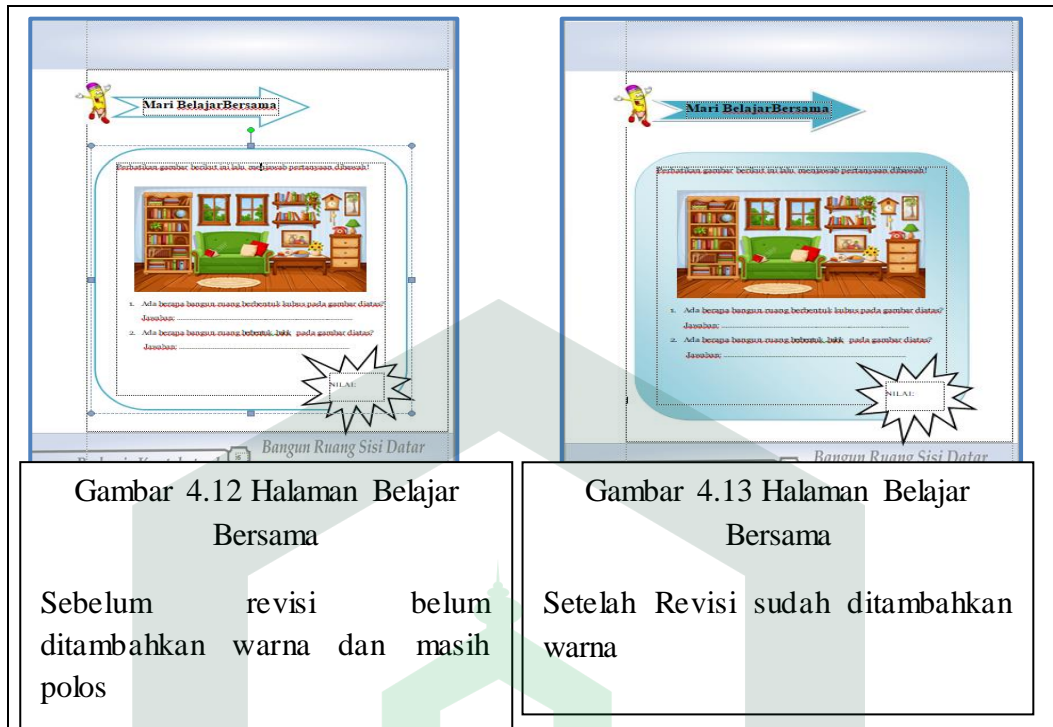 Mari BelajarBersama
Perhatikan gambar berikut ini lalu menjawab pertanyaan dibawah!
1. Ada berapa bangun ruang berbentuk kubus pada gambar diatas?
Jawaban:
2. Ada berapa bangun ruang pada gambar diatas?
Jawaban:
NILAI:
Bangun Ruang Sisi Datar
Gambar 4.12 Halaman Belajar
Bersama
Sebelum revisi belum
ditambahkan warna dan masih
polos
Mari BelajarBersama
Perhatikan gambar berikut ini lalu menjawab pertanyaan dibawah!
1. Ada berapa bangun ruang berbentuk kubus pada gambar diatas?
Jawaban:
2. Ada berapa bangun ruang pada gambar diatas?
Jawaban:
NILAI:
Bangun Ruang Sisi Datar
Gambar 4.13 Halaman Belajar
Bersama
Setelah Revisi sudah ditambahkan
warna